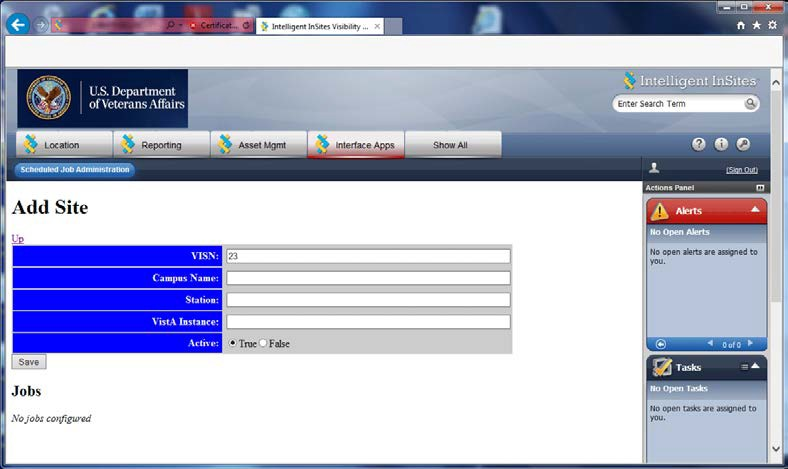 Certificat...
Intelligent InSites Visibility ...
U.S. Department
of Veterans Affairs
Intelligent InSites
Enter Search Term
Location
Reporting
Asset Mgmt
Interface Apps
Show All
Scheduled Job Administration
(Sign Out)
Add Site
Up
VISN: 23
Campus Name:
Station:
VistA Instance:
Active: True False
Save
Jobs
No jobs configured
Actions Panel
Alerts
No Open Alerts
No open alerts are assigned to
you.
0 of 0
Tasks
No Open Tasks
No open tasks are assigned to
you.